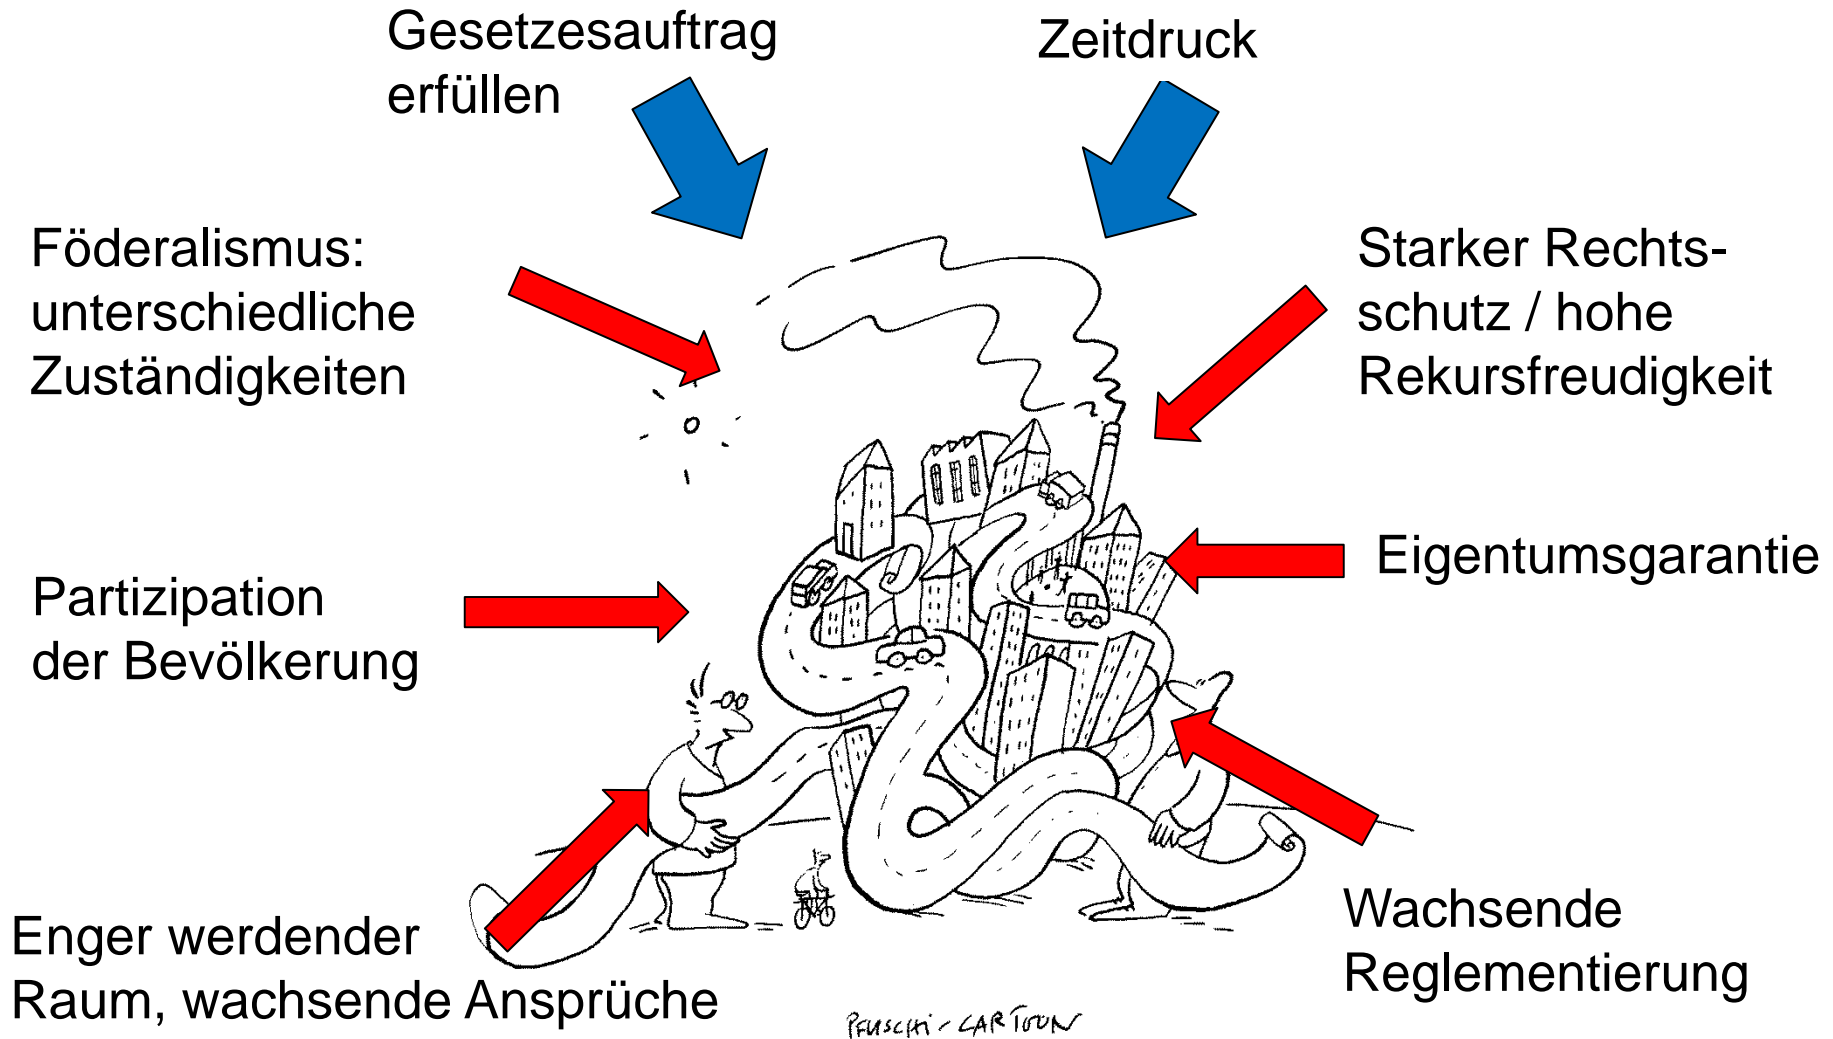 Gesetzesauftrag
erfüllen
Zeitdruck
Föderalismus:
unterschiedliche
Zuständigkeiten
Starker Rechts-
schutz / hohe
Rekursfreudigkeit
Partizipation
der Bevölkerung
Eigentumsgarantie
Enger werdender
Raum, wachsende Ansprüche
Wachsende
Reglementierung
PFUSCHI-CARTOON